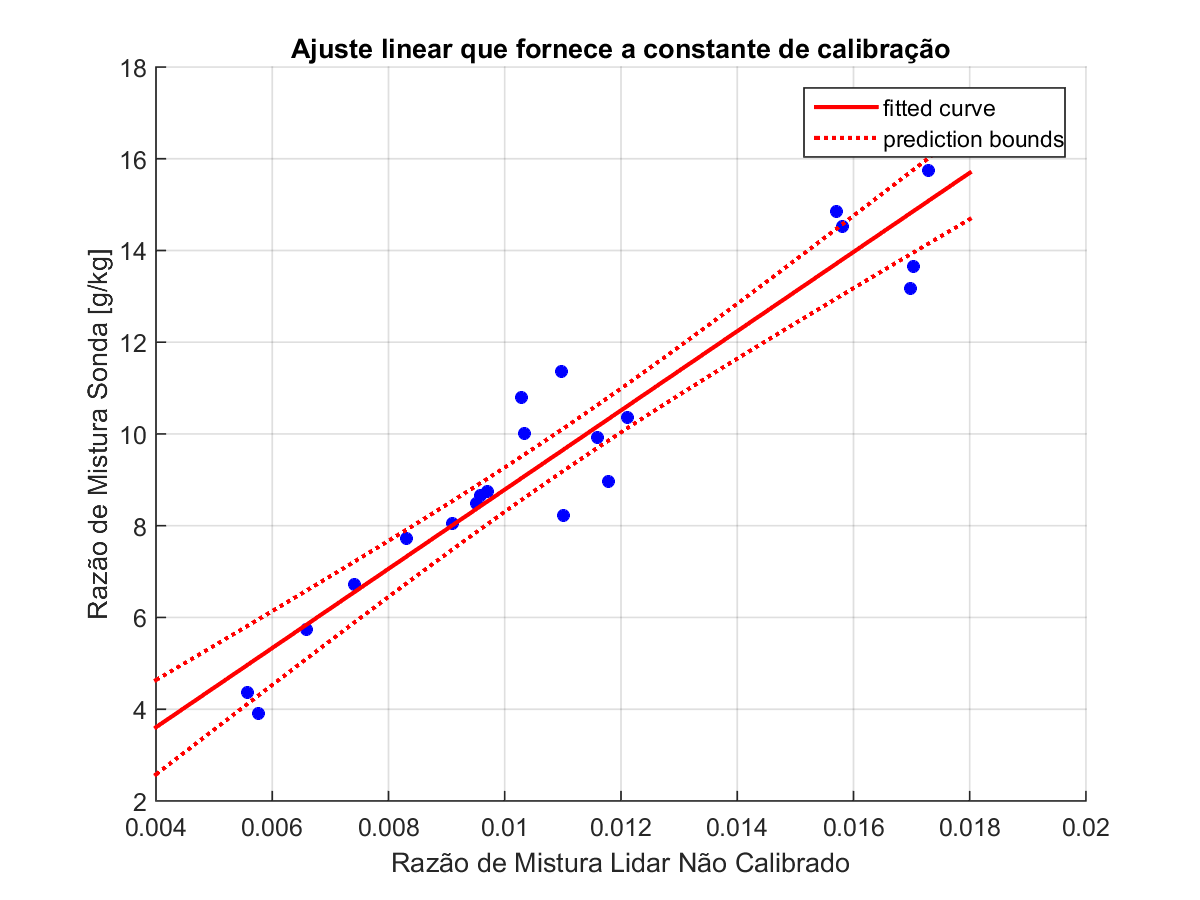 Ajuste linear que fornece a constante de calibração
18
16
14
12
10
8
6
4
2
Razão de Mistura Sonda [g/kg]
fitted curve
prediction bounds
0.004 0.006 0.008 0.01 0.012 0.014 0.016 0.018 0.02
Razão de Mistura Lidar Não Calibrado